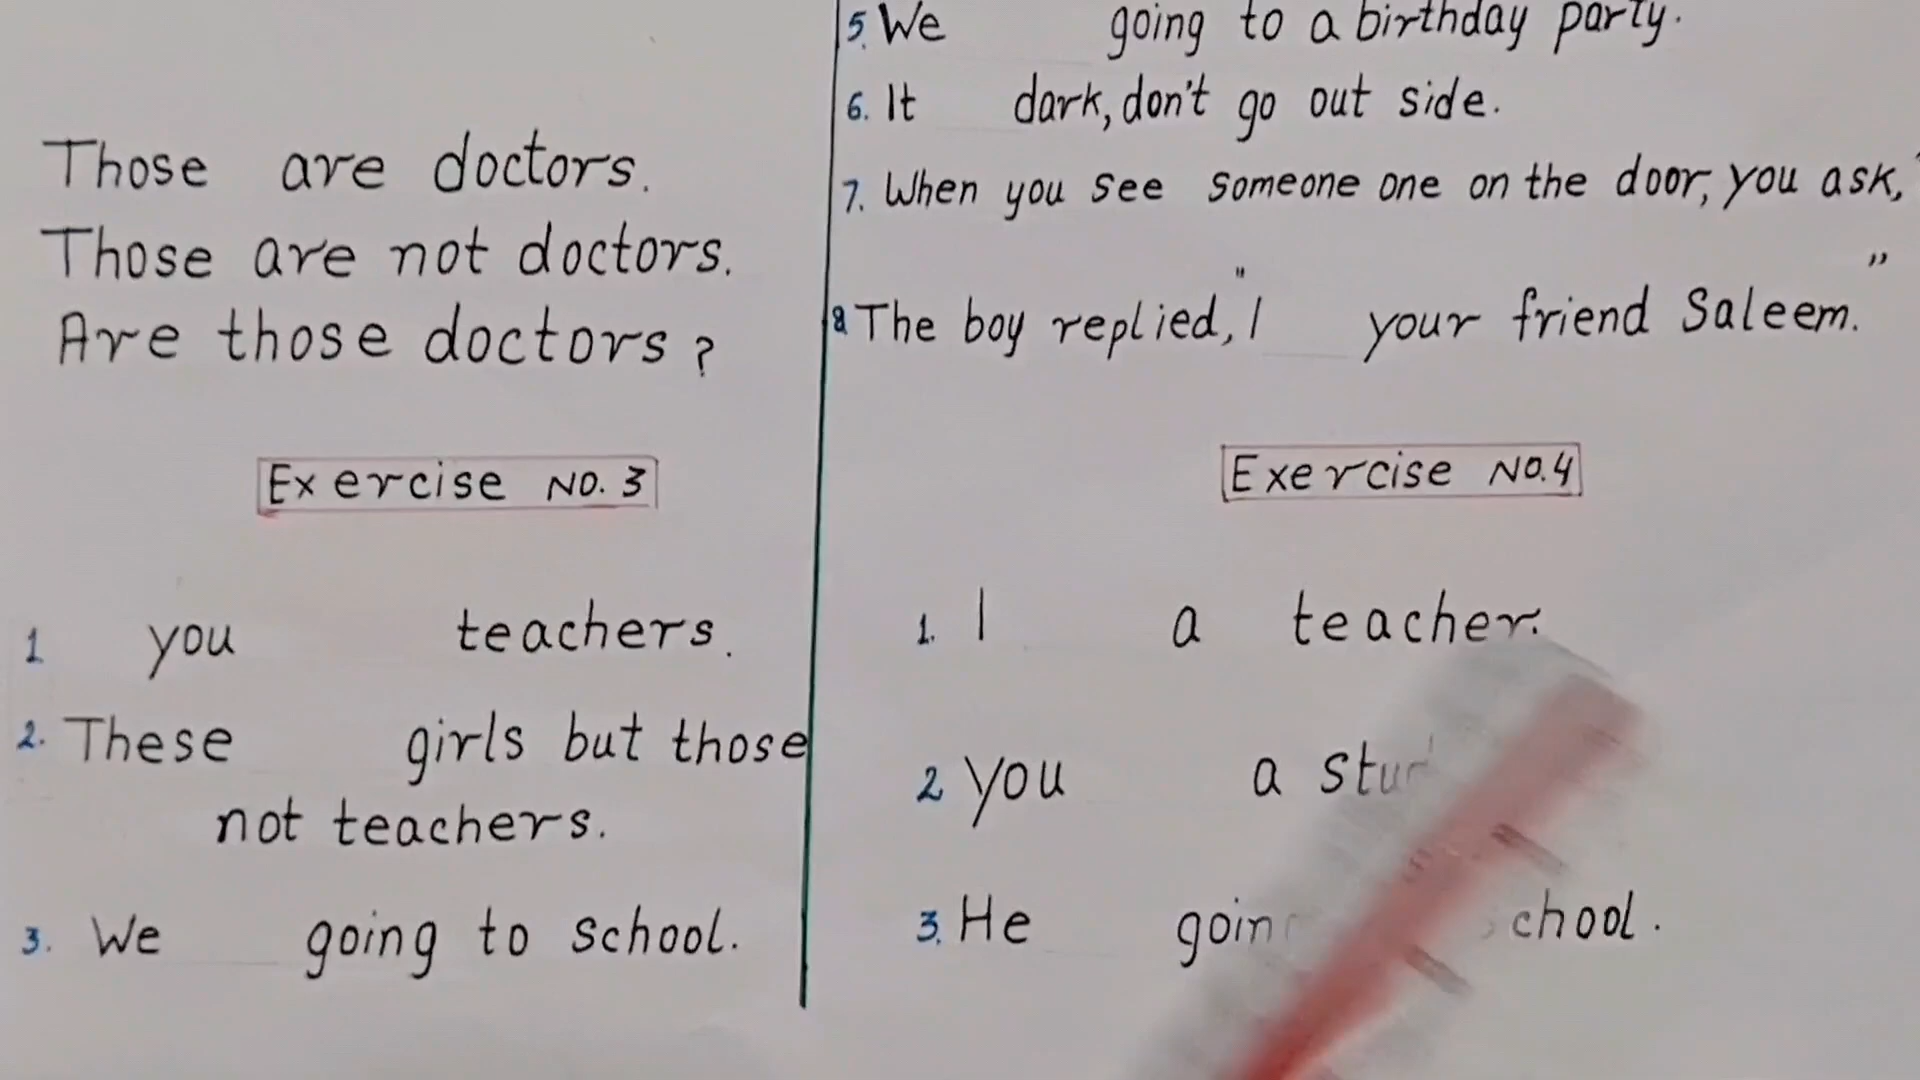 Those are doctors.
Those are not doctors.
Are those doctors?
Exercise NO. 3
1 you teachers.
2. These girls but those
not teachers.
3. We going to school.
5. We going to a birthday party.
6. It dark, don't go out side.
7. When you see someone one on the door, you ask,
"
8 The boy replied, "I your friend Saleem."
Exercise NO.4
1. I a teacher.
2 you a
3. He